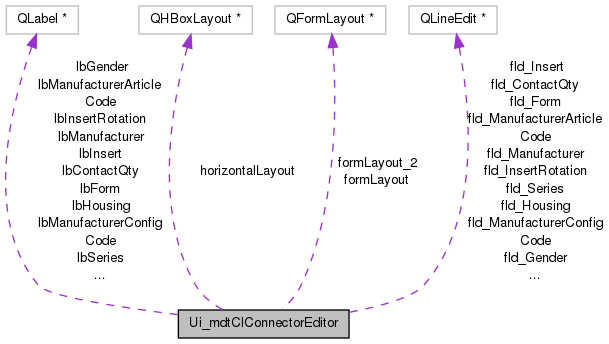 QLabel *
QHBoxLayout *
QFormLayout *
QLineEdit *
lbGender
lbManufacturerArticle
Code
lbInsertRotation
lbManufacturer
lbInsert
lbContactQty
lbForm
lbHousing
lbManufacturerConfig
Code
lbSeries
...
horizontalLayout
formLayout_2
formLayout
fld_Insert
fld_ContactQty
fld_Form
fld_ManufacturerArticle
Code
fld_Manufacturer
fld_InsertRotation
fld_Series
fld_Housing
fld_ManufacturerConfig
Code
fld_Gender
...
Ui_mdtClConnectorEditor